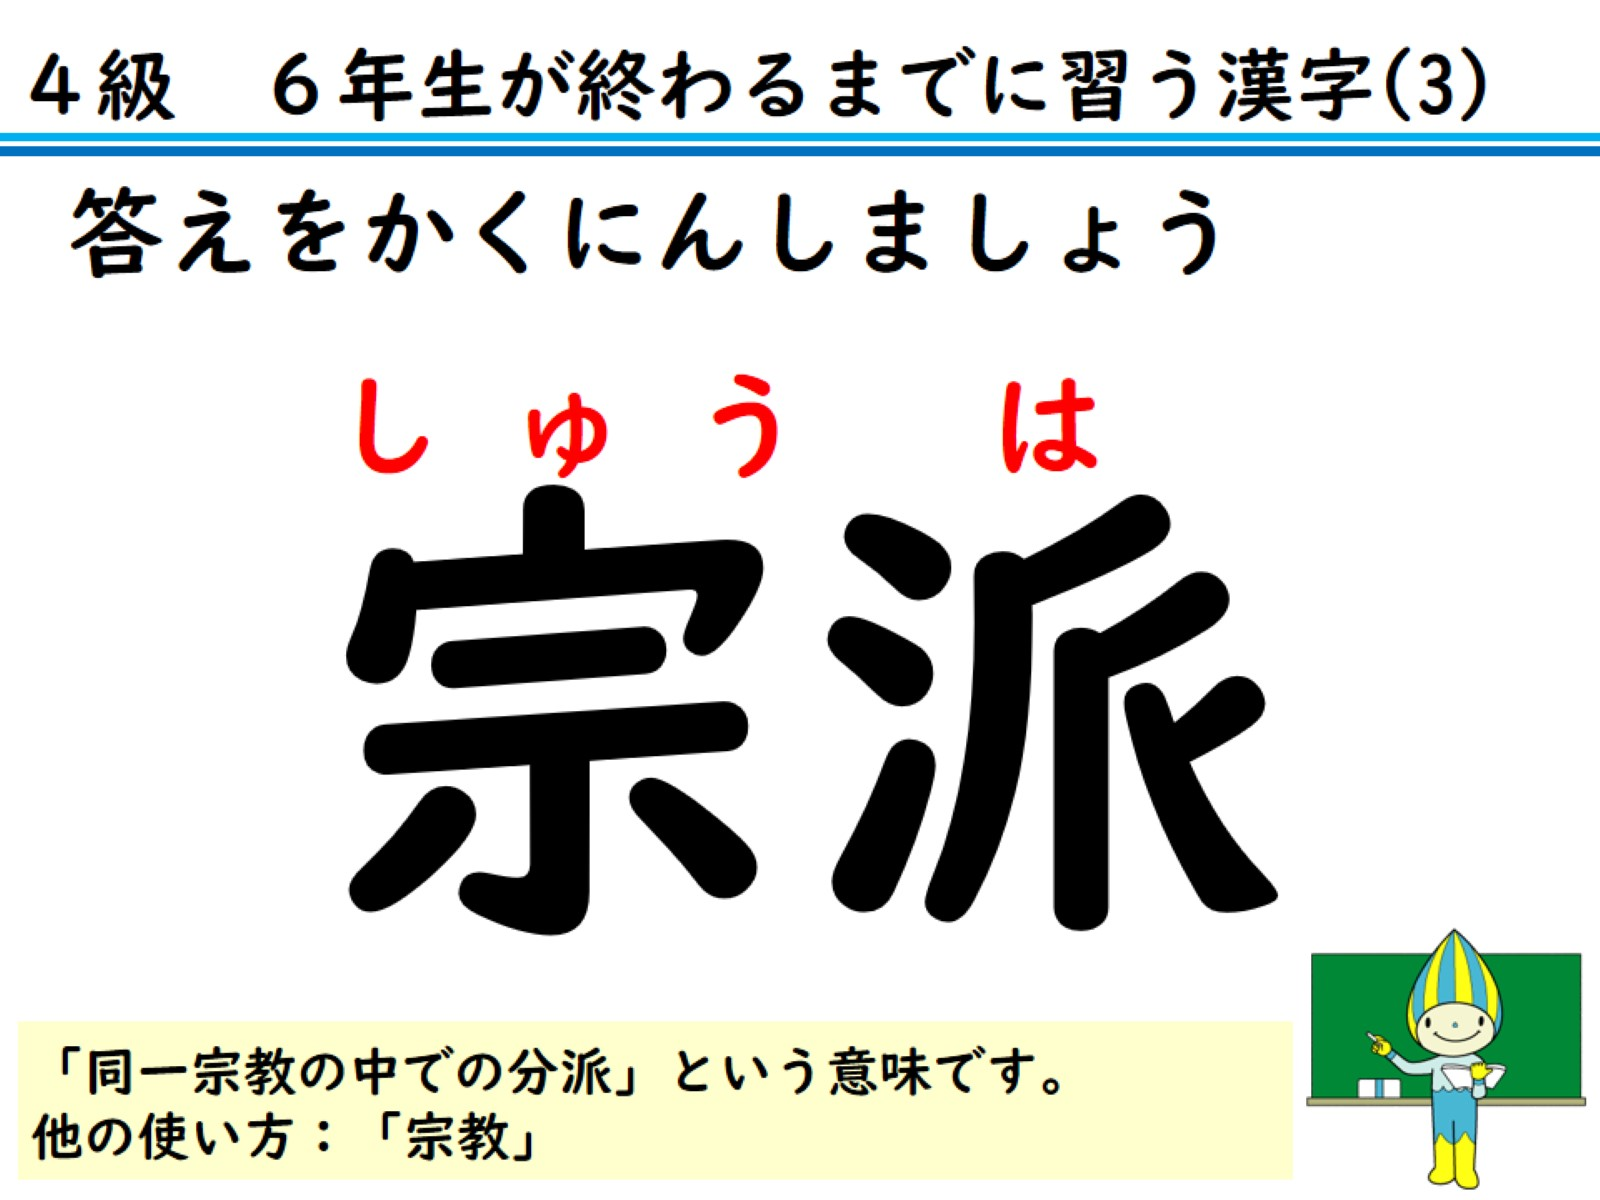 ４級　６年生が終わるまでに習う漢字(3)
答えをかくにんしましょう
しゅう　は
宗派
「同一宗教の中での分派」という意味です。
他の使い方：「宗教」